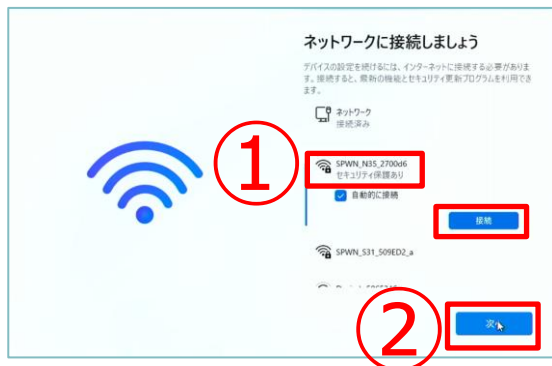 ネットワークに接続しましょう
デバイスの設定を続けるには、インターネットに接続する必要がありま
す。接続すると、最新の機能とセキュリティ更新プログラムを利用でき
ます。
ネットワーク
接続済み
①
SPWN_N35_2700d6
セキュリティ保護あり
自動的に接続
接続
SPWN_S31_S09ED2_a
②
次へ